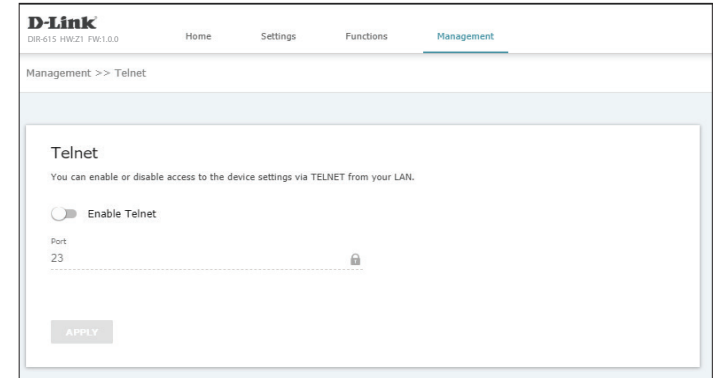 D-Link
DIR-615 HW:Z1 FW:1.0.0
Home Settings Functions Management
Management >> Telnet
Telnet
You can enable or disable access to the device settings via TELNET from your LAN.
Enable Telnet
Port
23
APPLY